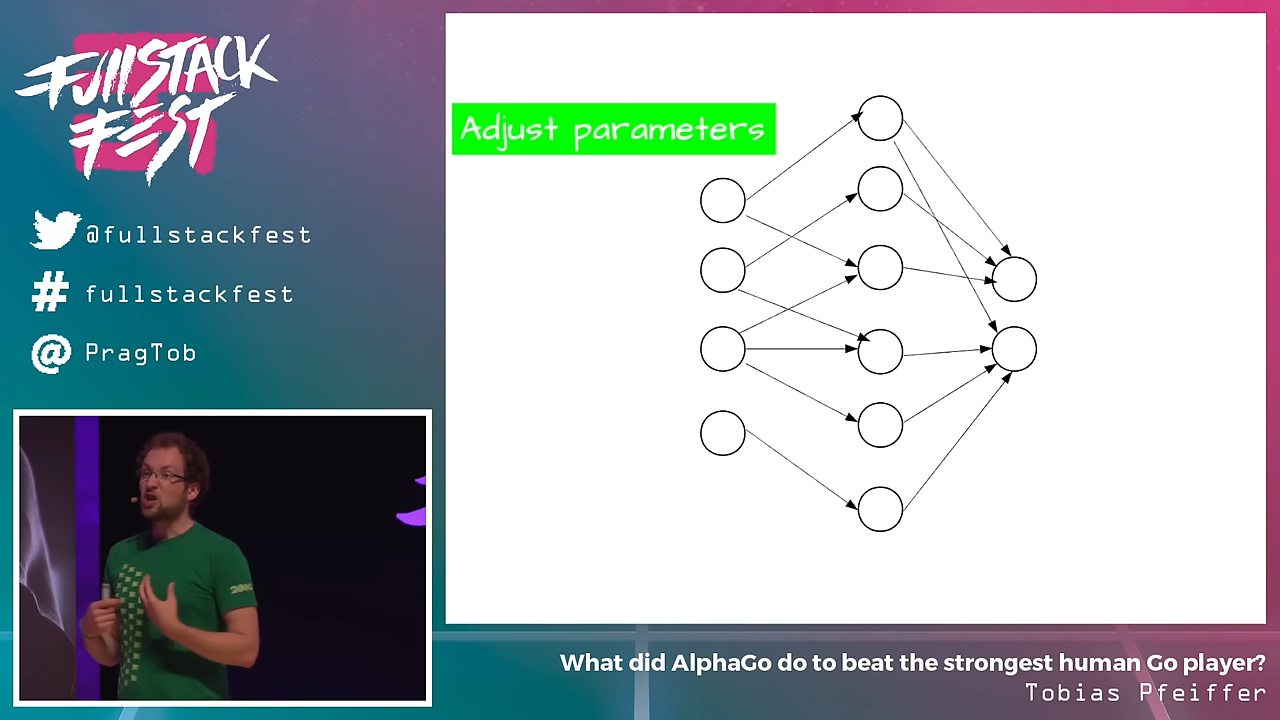 FullSTACK
FEST
@fullstackfest
# fullstackfest
@ PragTob
Adjust parameters
What did AlphaGo do to beat the strongest human Go player?
Tobias Pfeiffer